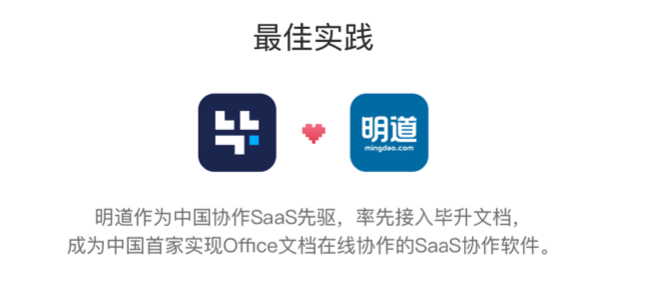 最佳实践
明道
mingdao.com
明道作为中国协作SaaS先驱，率先接入毕升文档，
成为中国首家实现Office文档在线协作的SaaS协作软件。